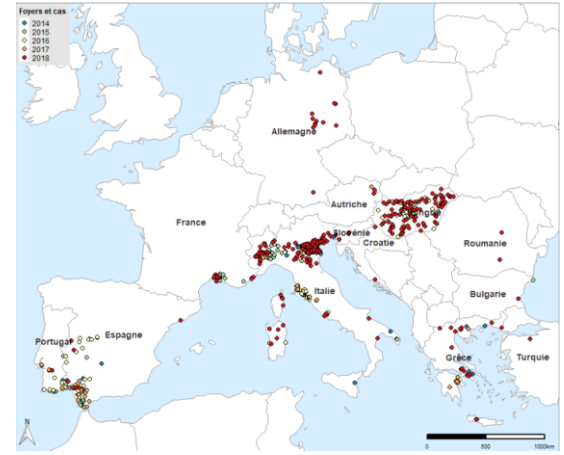 Foyers et cas
2014
2015
2016
2017
2018
Allemagne
Autriche
France
Slovénie
Croatie
Roumanie
Italie
Bulgarie
Portugal
Espagne
Grèce
Turquie
N
0
500
1000km